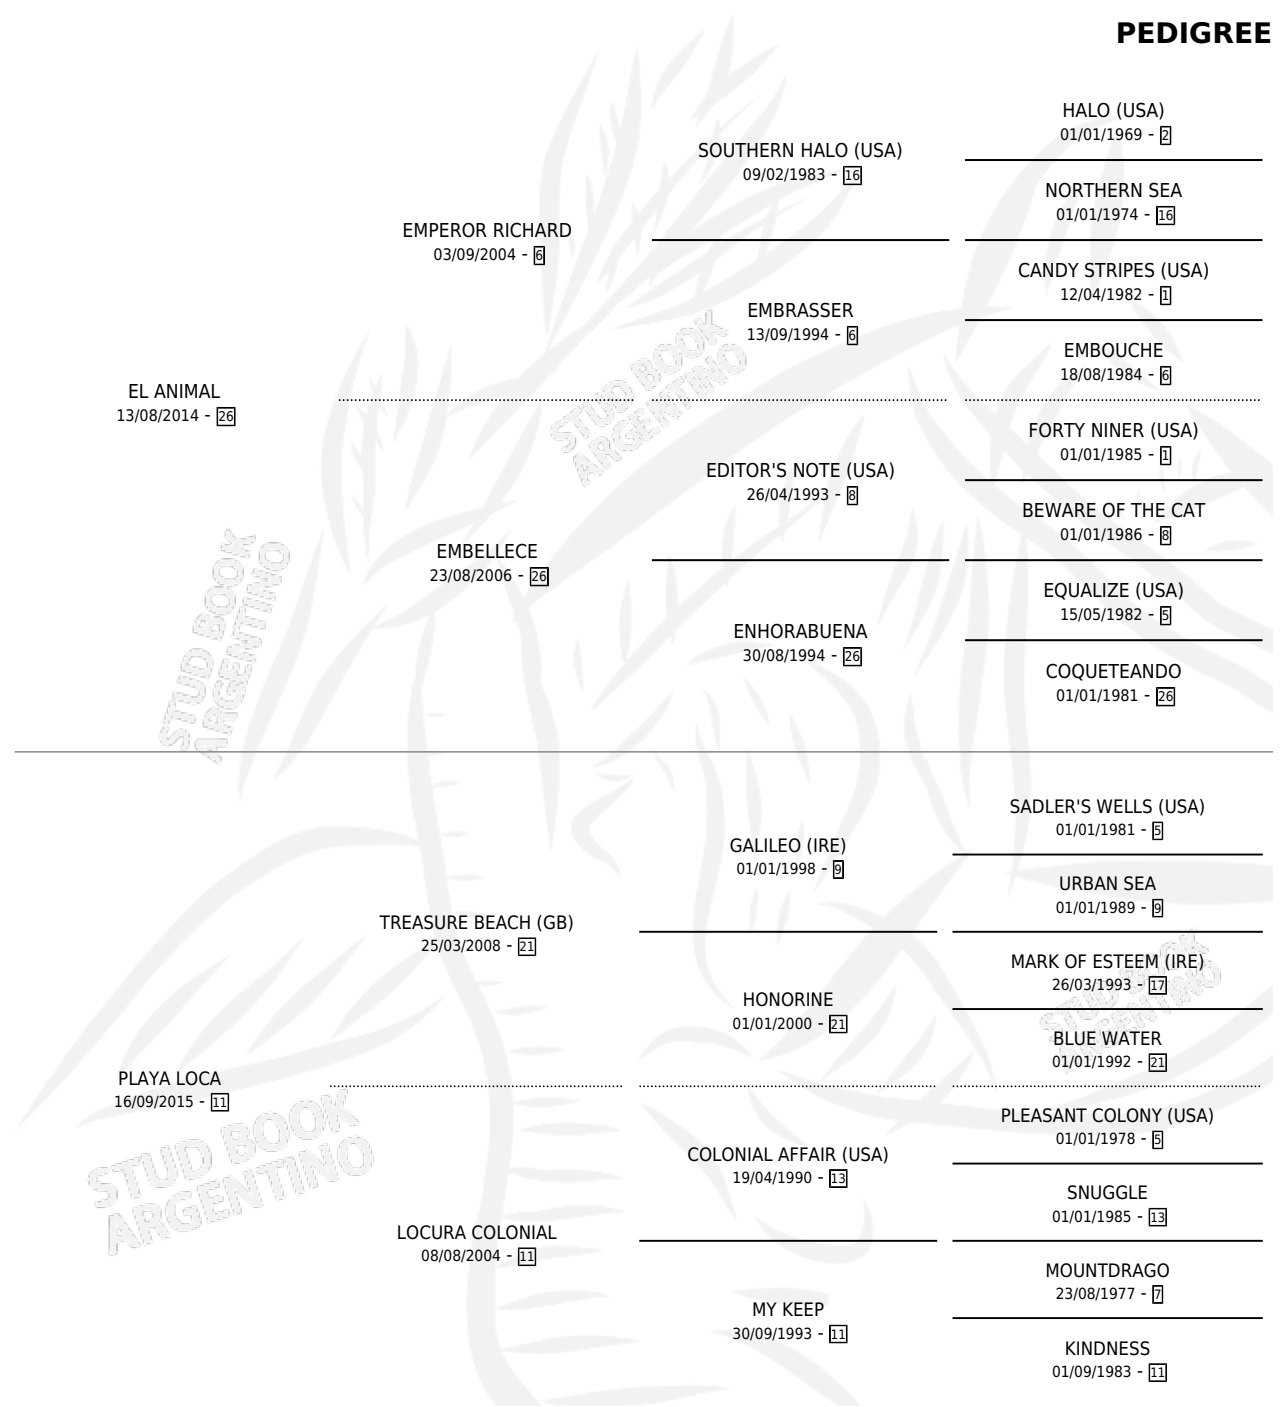 PEDIGREE
HALO (USA)
01/01/1969 - 2
SOUTHERN HALO (USA)
09/02/1983 - 16
NORTHERN SEA
01/01/1974 - 16
EMPEROR RICHARD
03/09/2004 - 6
CANDY STRIPES (USA)
12/04/1982 - 1
EMBRASSER
13/09/1994 - 6
EMBOUCHE
18/08/1984 - 6
STUD BOOK
ARGENTINO
EL ANIMAL
13/08/2014 - 26
FORTY NINER (USA)
01/01/1985 - 1
EDITOR'S NOTE (USA)
26/04/1993 - 8
BEWARE OF THE CAT
01/01/1986 - 8
EMBELLECE
23/08/2006 - 26
EQUALIZE (USA)
15/05/1982 - 5
ENHORABUENA
30/08/1994 - 26
COQUETEANDO
01/01/1981 - 26
STUD BOOK
ARGENTINO
SADLER'S WELLS (USA)
01/01/1981 - 5
GALILEO (IRE)
01/01/1998 - 9
URBAN SEA
01/01/1989 - 9
TREASURE BEACH (GB)
25/03/2008 - 21
MARK OF ESTEEM (IRE)
26/03/1993 - 17
HONORINE
01/01/2000 - 21
BLUE WATER
01/01/1992 - 21
STUD BOOK
ARGENTINO
PLAYA LOCA
16/09/2015 - 11
PLEASANT COLONY (USA)
01/01/1978 - 5
COLONIAL AFFAIR (USA)
19/04/1990 - 13
SNUGGLE
01/01/1985 - 13
STUD BOOK
ARGENTINO
LOCURA COLONIAL
08/08/2004 - 11
MOUNTDRAGO
23/08/1977 - 7
MY KEEP
30/09/1993 - 11
KINDNESS
01/09/1983 - 11